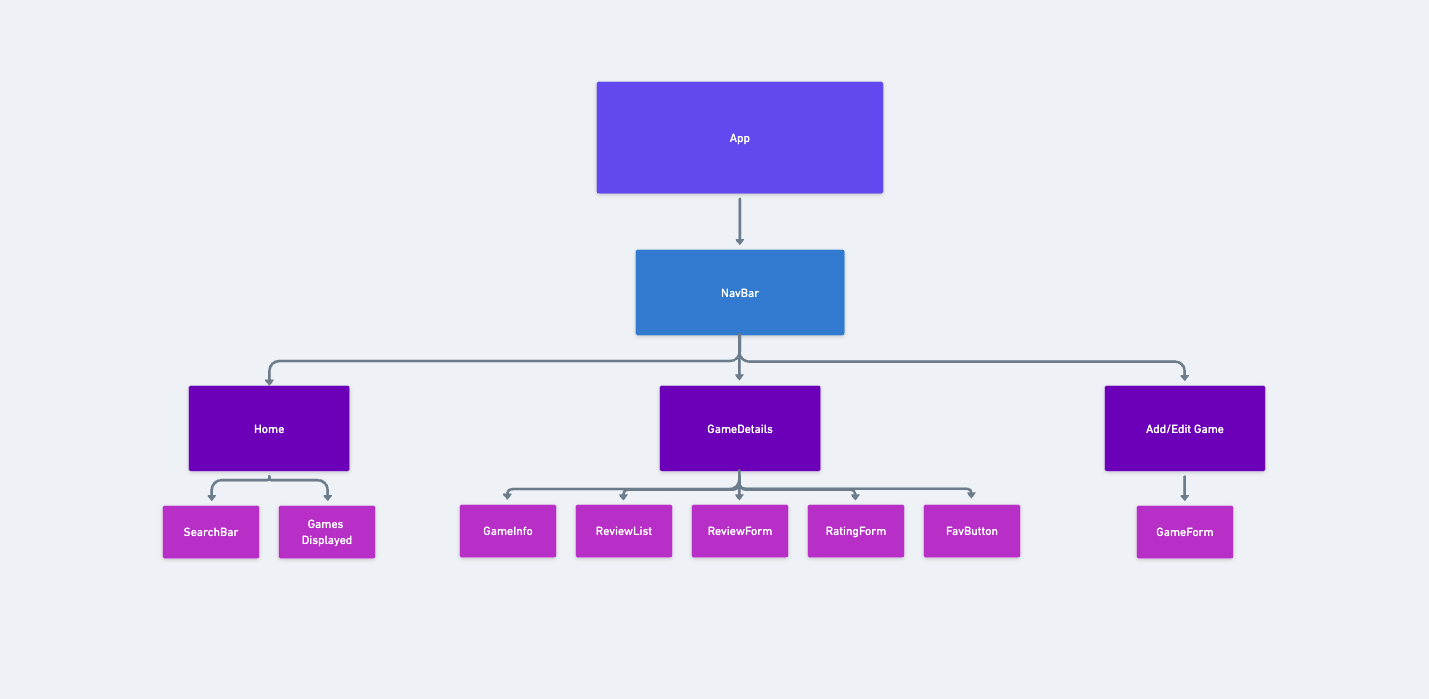 App
NavBar
Home
GameDetails
Add/Edit Game
SearchBar
Games
Displayed
GameInfo
ReviewList
ReviewForm
RatingForm
FavButton
GameForm